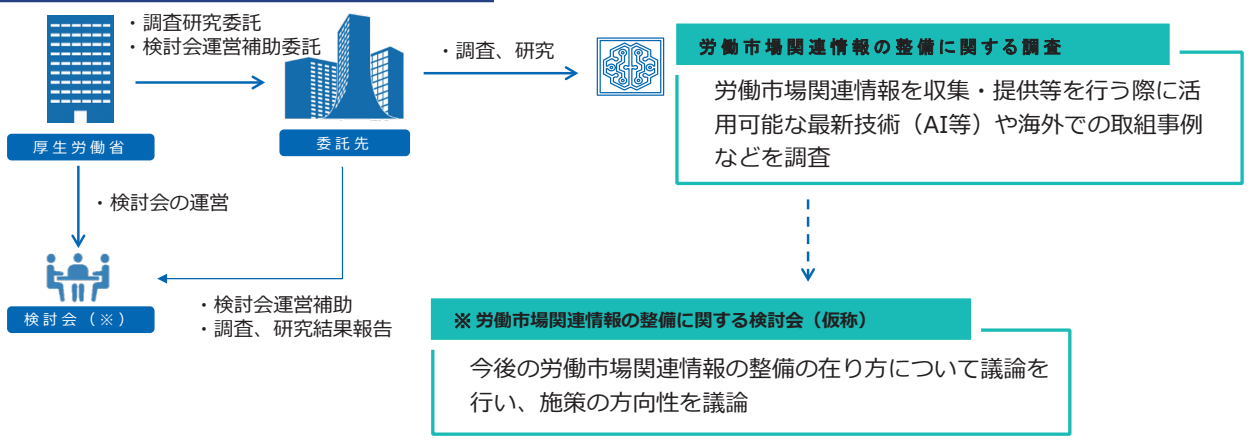 ・調査研究委託
・検討会運営補助委託
・調査、研究
厚生労働省
委託先
・検討会の運営
検討会（※）
・検討会運営補助
・調査、研究結果報告
労働市場関連情報の整備に関する調査
労働市場関連情報を収集・提供等を行う際に活
用可能な最新技術（AI等）や海外での取組事例
などを調査
※ 労働市場関連情報の整備に関する検討会（仮称）
今後の労働市場関連情報の整備の在り方について議論を
行い、施策の方向性を議論